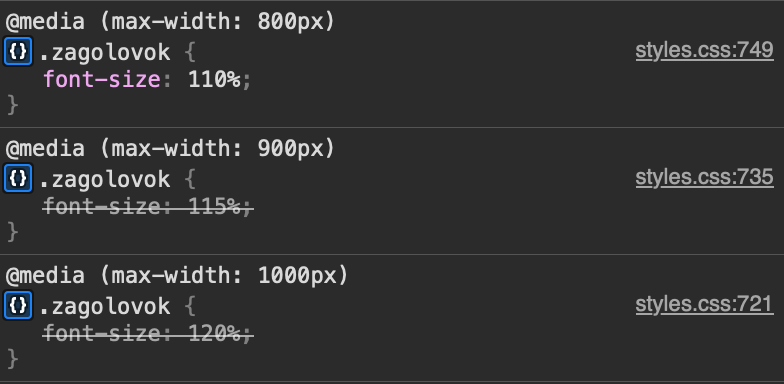 @media (max-width: 800px)
{} .zagolovok { styles.css:749
font-size: 110%;
}
@media (max-width: 900px)
{} .zagolovok { styles.css:735
font-size: 115%;
}
@media (max-width: 1000px)
{} .zagolovok { styles.css:721
font-size: 120%;
}